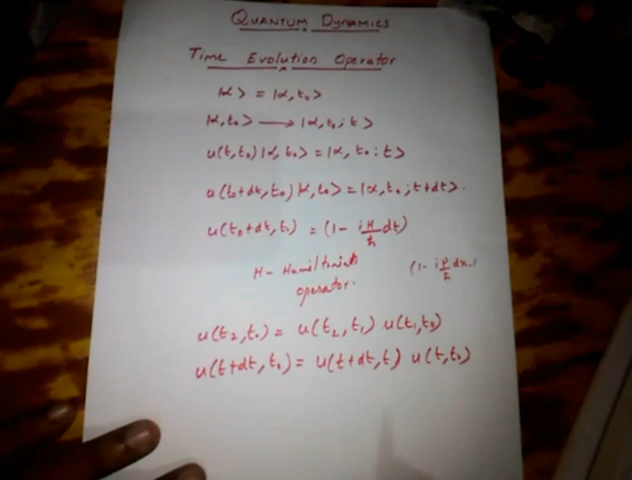 Quantum Dynamics
Time Evolution Operator
|α> = |α, t₀>
|α, t₀> ⟶ |α, t₀; t>
u(t, t₀) |α, t₀> = |α, t₀; t>
u(t₀+dt, t₀) |α, t₀> = |α, t₀; t+dt>.
u(t₀+dt, t₁) = (1 - iH/ħ dt)
H - Hamiltonian (1 - iP/ħ dx.)
operator.
u(t₂, t₀) = u(t₂, t₁) u(t₁, t₀)
u(t+dt, t₀) = u(t+dt, t) u(t, t₀)